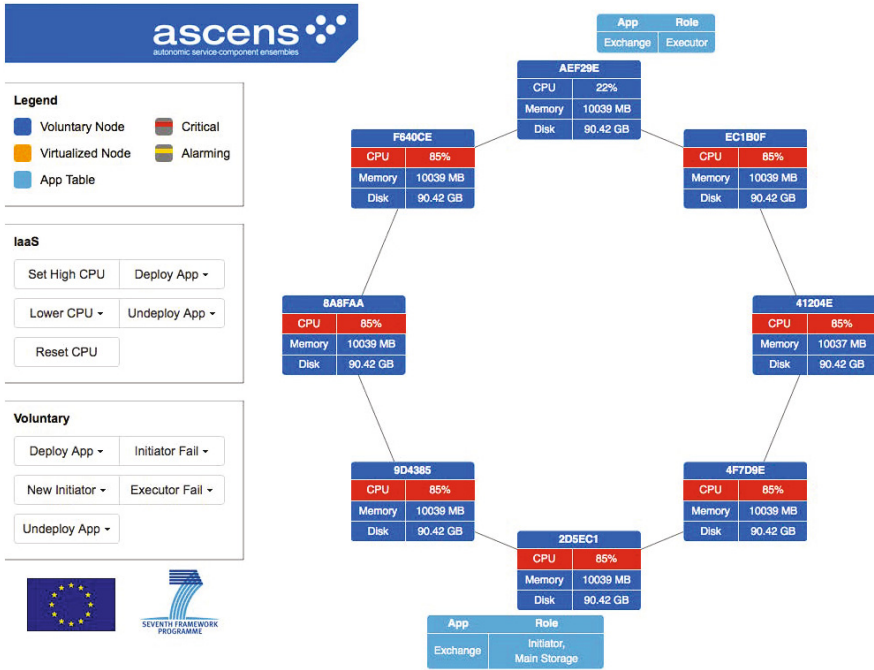 ascens
autonomic service-component ensembles
App Role
Exchange Executor
AEF29E
CPU 22%
Memory 10039 MB
Disk 90.42 GB
Legend
Voluntary Node Critical
Virtualized Node Alarming
App Table
F640CE
CPU 85%
Memory 10039 MB
Disk 90.42 GB
EC1B0F
CPU 85%
Memory 10039 MB
Disk 90.42 GB
IaaS
Set High CPU Deploy App
Lower CPU Undeploy App
Reset CPU
8A8FAA
CPU 85%
Memory 10039 MB
Disk 90.42 GB
41204E
CPU 85%
Memory 10037 MB
Disk 90.42 GB
Voluntary
Deploy App Initiator Fail
New Initiator Executor Fail
Undeploy App
9D4385
CPU 85%
Memory 10039 MB
Disk 90.42 GB
4F7D9E
CPU 85%
Memory 10039 MB
Disk 90.42 GB
2D5EC1
CPU 85%
Memory 10039 MB
Disk 90.42 GB
SEVENTH FRAMEWORK
PROGRAMME
App Role
Exchange Initiator,
Main Storage